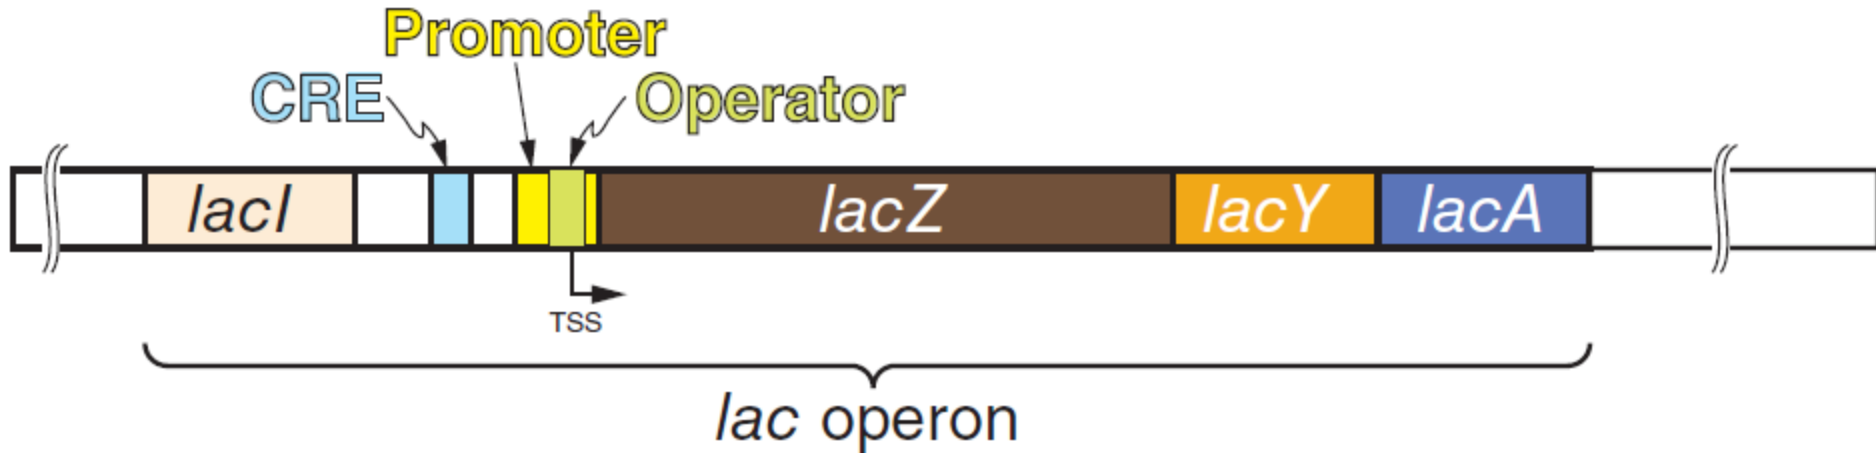 Promoter
CRE
Operator
lacI
lacZ
lacY
lacA
TSS
lac operon